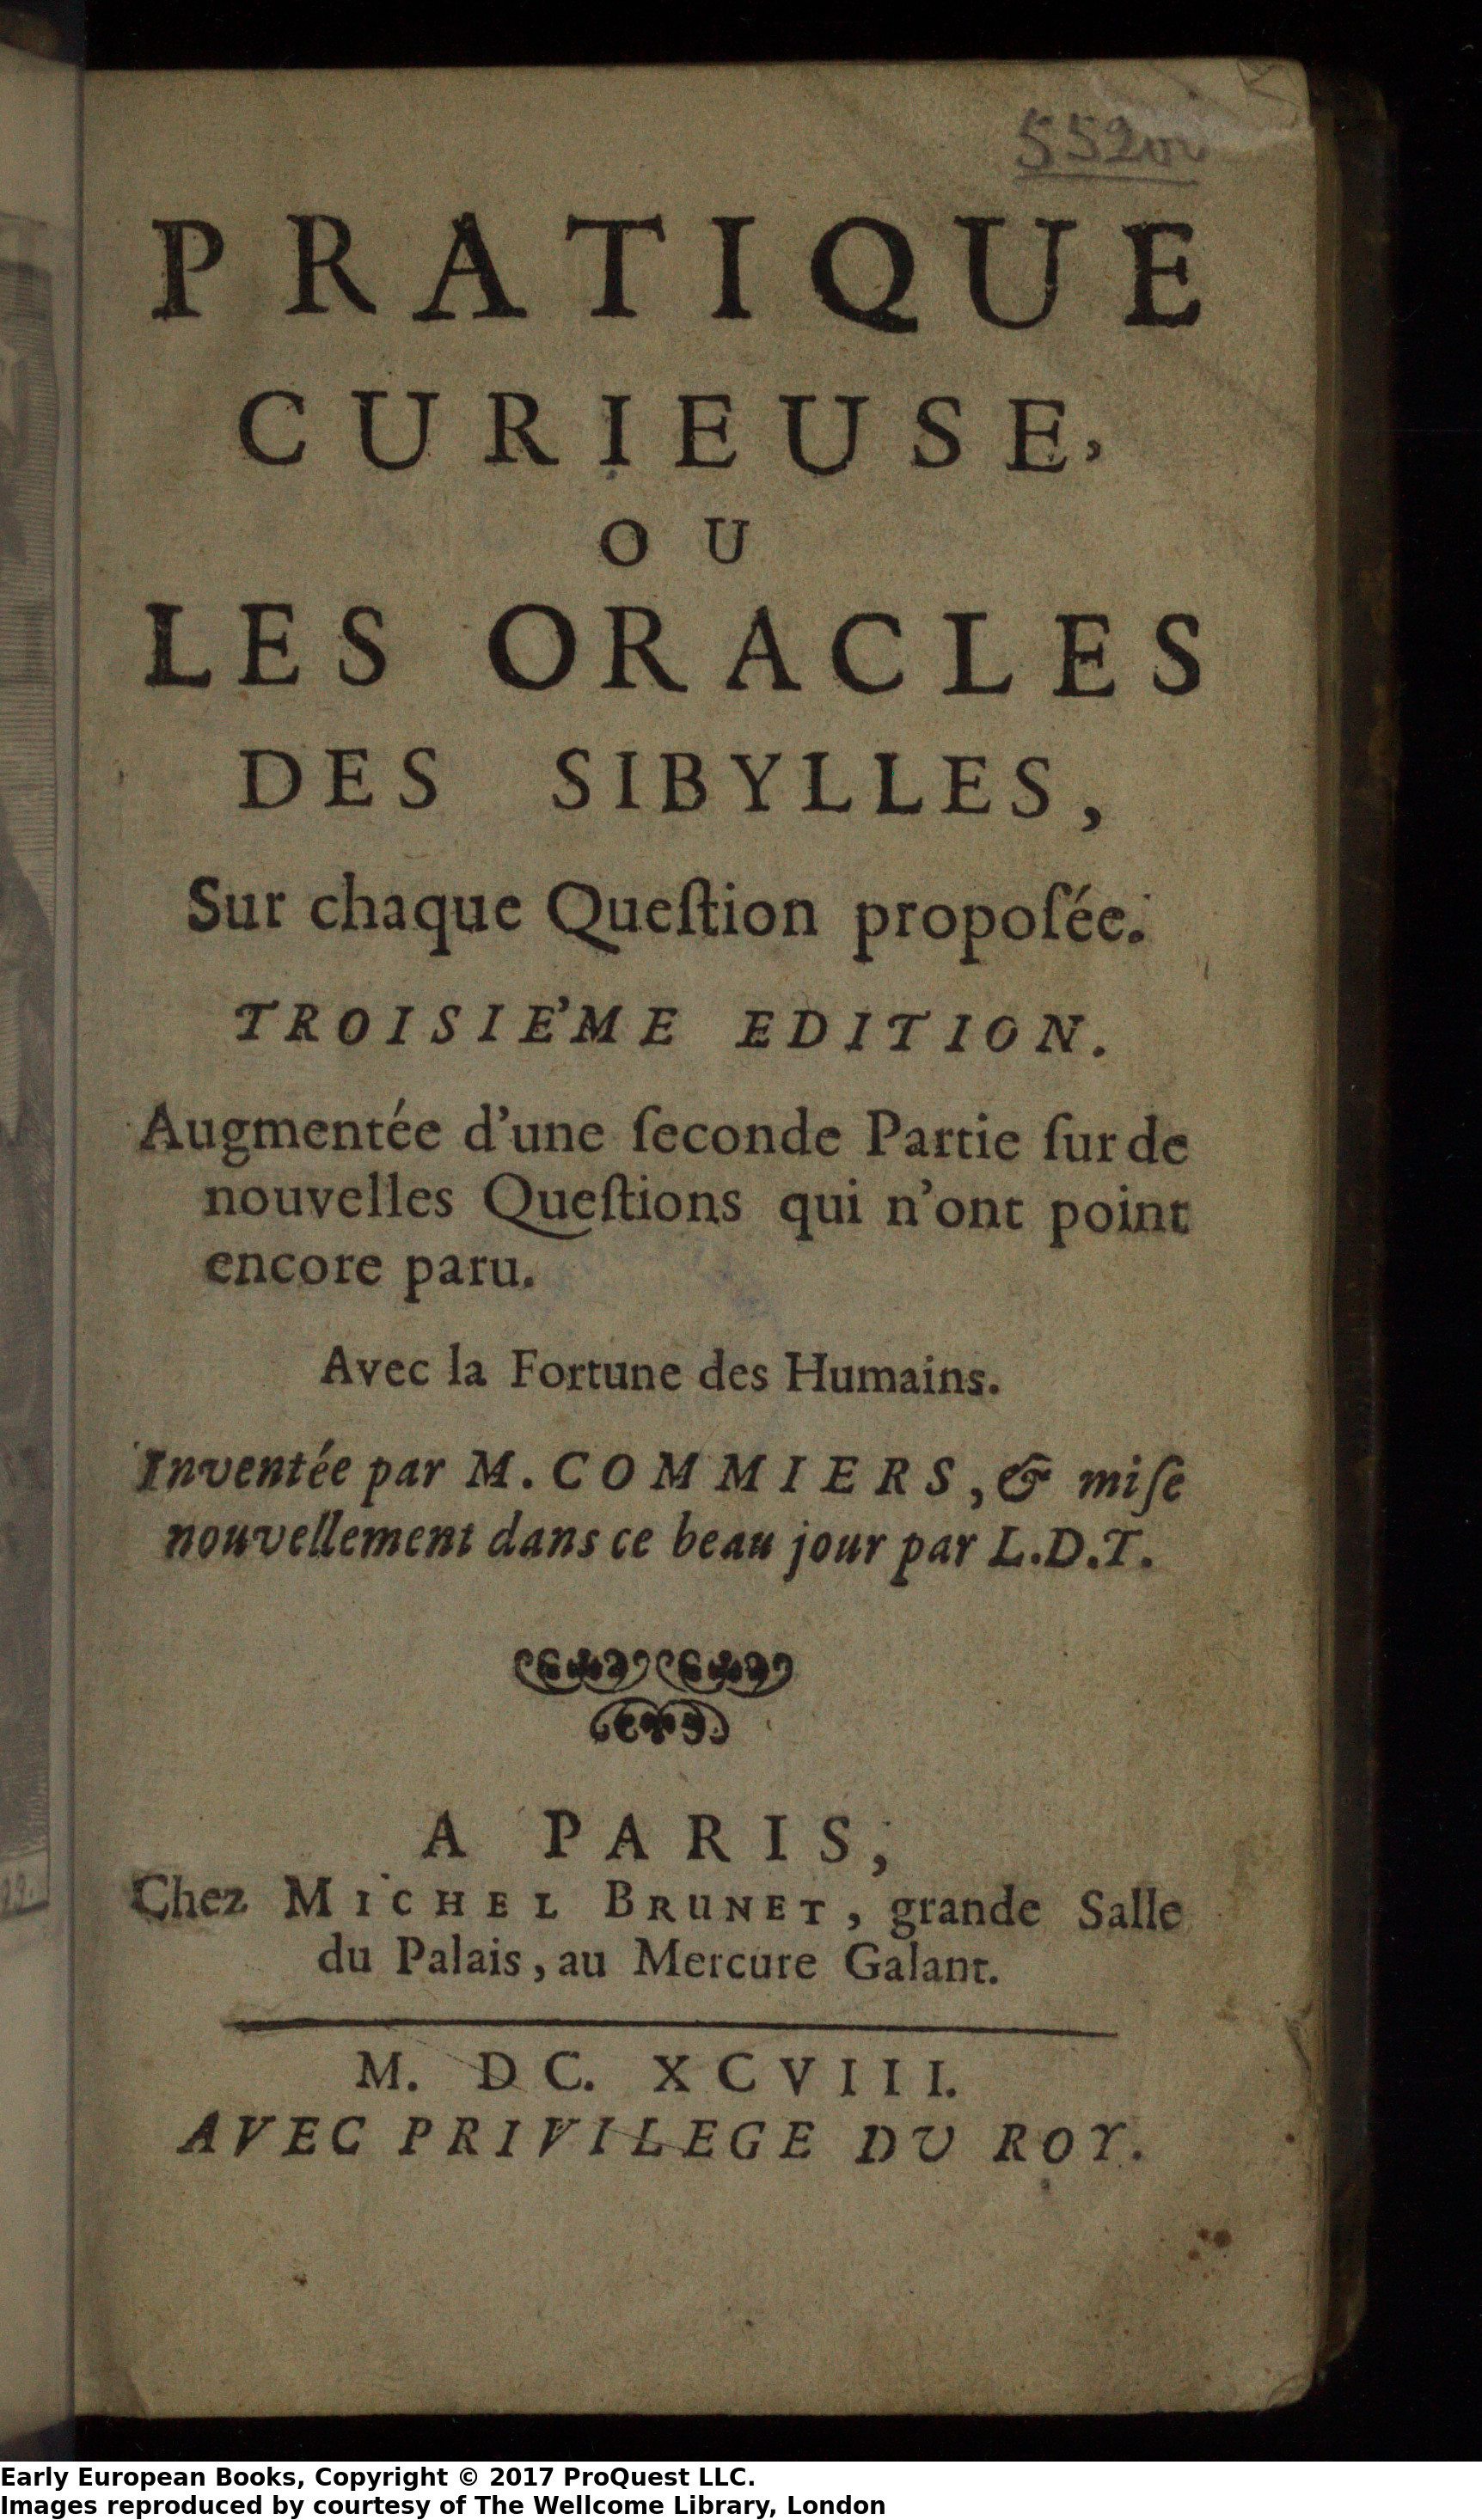 PRATIQUE
CURIEUSE,
OU
LES ORACLES
DES SIBYLLES,
Sur chaque Queſtion propoſée.
TROISIE'ME EDITION.
Augmentée d'une ſeconde Partie ſur de
nouvelles Queſtions qui n'ont point
encore paru.
Avec la Fortune des Humains.
Inventée par M. COMMIERS, & miſe
nouvellement dans ce beau jour par L.D.T.
A PARIS,
Chez MICHEL BRUNET, grande Salle
du Palais, au Mercure Galant.
M. DC. XCVIII.
AVEC PRIVILEGE DU ROY.
Early European Books, Copyright © 2017 ProQuest LLC.
Images reproduced by courtesy of The Wellcome Library, London